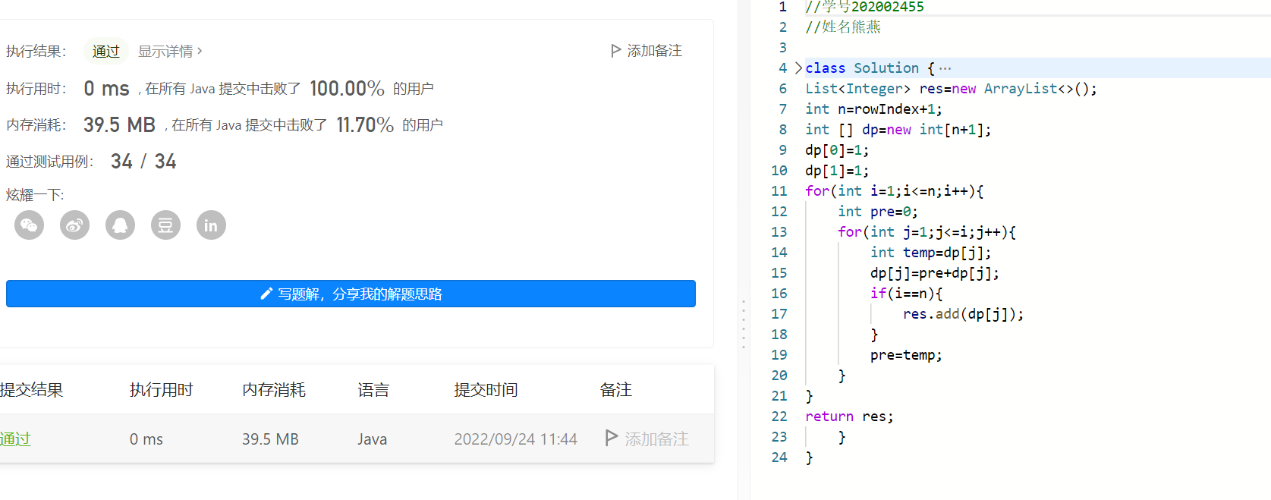 执行结果： 通过 显示详情 ›
添加备注
执行用时： 0 ms , 在所有 Java 提交中击败了 100.00% 的用户
内存消耗： 39.5 MB , 在所有 Java 提交中击败了 11.70% 的用户
通过测试用例： 34 / 34
炫耀一下:
in
写题解，分享我的解题思路
提交结果 执行用时 内存消耗 语言 提交时间 备注
通过 0 ms 39.5 MB Java 2022/09/24 11:44 添加备注
1 //学号202002455
2 //姓名熊燕
3
4 class Solution { ···
6 List<Integer> res=new ArrayList<>();
7 int n=rowIndex+1;
8 int [] dp=new int[n+1];
9 dp[0]=1;
10 dp[1]=1;
11 for(int i=1;i<=n;i++){
12 int pre=0;
13 for(int j=1;j<=i;j++){
14 int temp=dp[j];
15 dp[j]=pre+dp[j];
16 if(i==n){
17 res.add(dp[j]);
18 }
19 pre=temp;
20 }
21 }
22 return res;
23 }
24 }